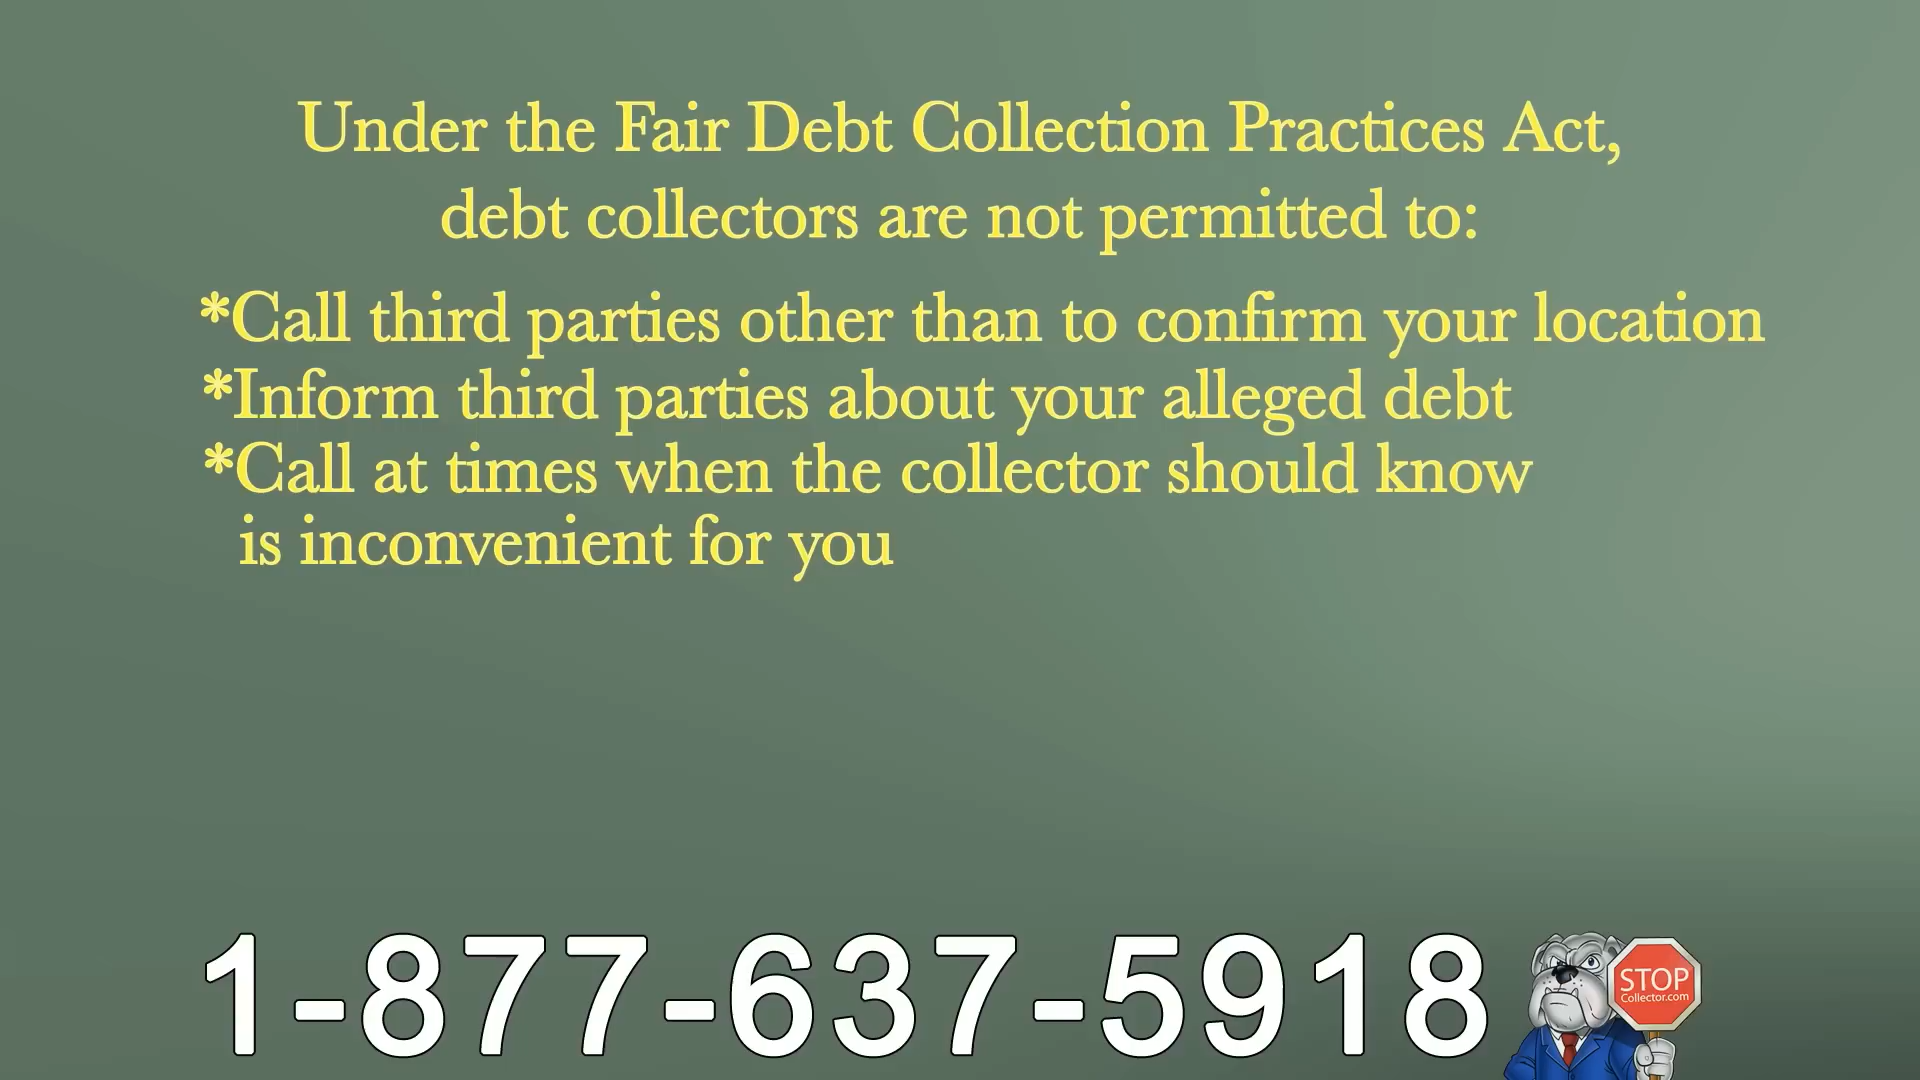 Under the Fair Debt Collection Practices Act,
debt collectors are not permitted to:
*Call third parties other than to confirm your location
*Inform third parties about your alleged debt
*Call at times when the collector should know
is inconvenient for you
1-877-637-5918
STOP
Collector.com